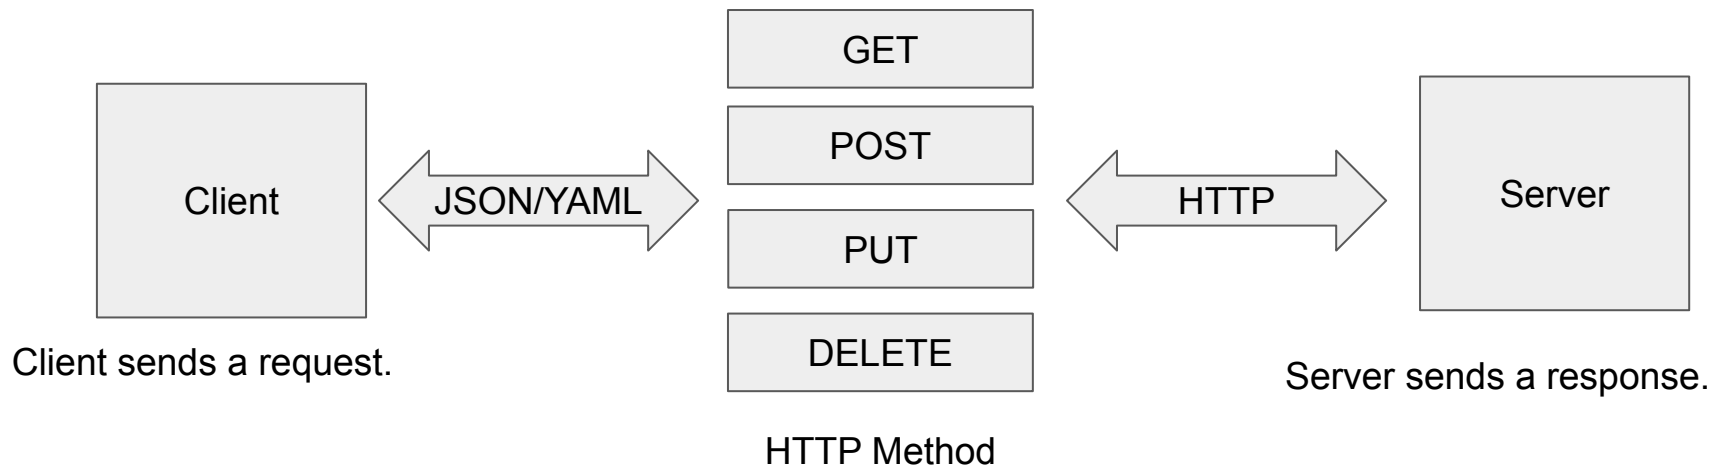 GET
POST
Client
JSON/YAML
HTTP
Server
PUT
DELETE
Client sends a request.
Server sends a response.
HTTP Method